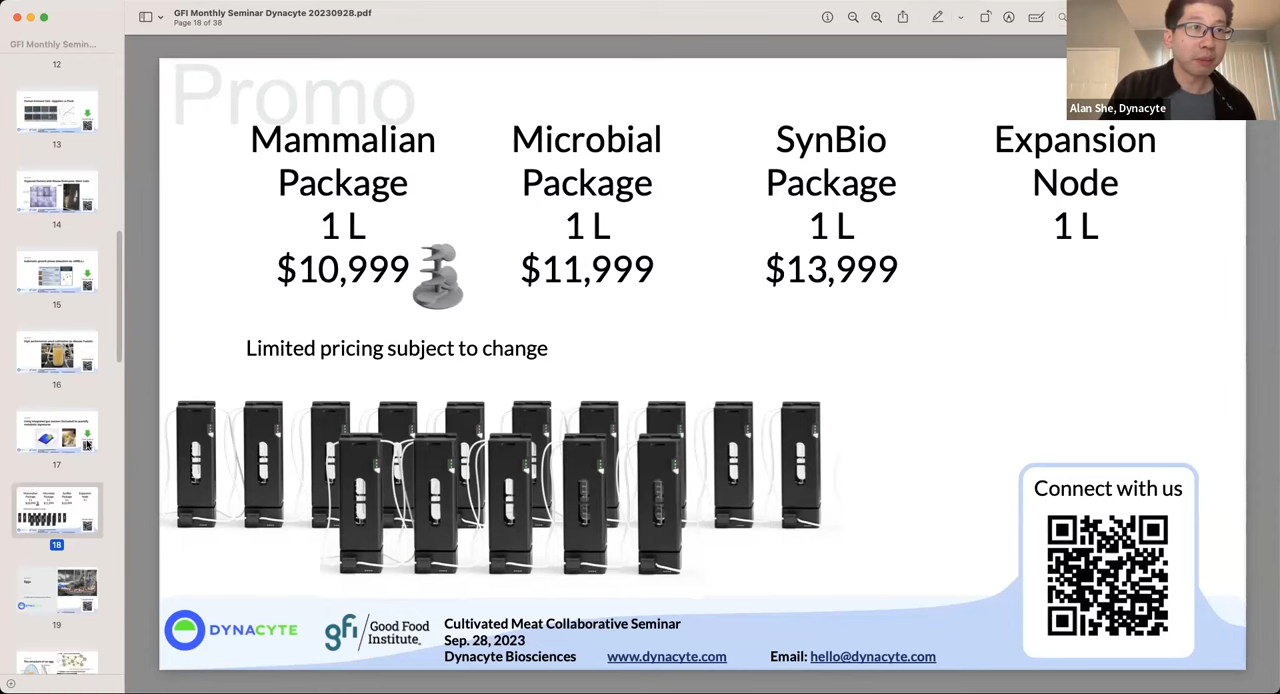 GFI Monthly Seminar Dynacyte 20230928.pdf
Page 18 of 38
GFI Monthly Semin...
12
13
14
15
16
17
18
19
Alan She, Dynacyte
Promo
Mammalian
Package
1 L
$10,999
Microbial
Package
1 L
$11,999
SynBio
Package
1 L
$13,999
Expansion
Node
1 L
Limited pricing subject to change
Connect with us
DYNACYTE
gfi Good Food
Institute.
Cultivated Meat Collaborative Seminar
Sep. 28, 2023
Dynacyte Biosciences www.dynacyte.com Email: hello@dynacyte.com